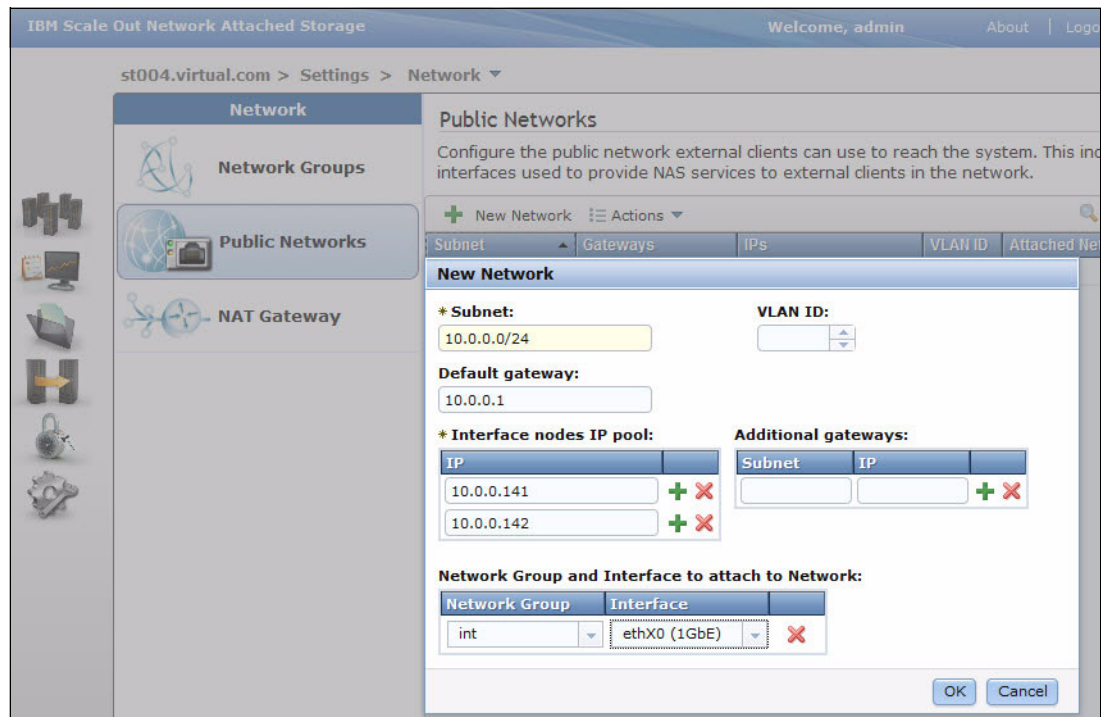 IBM Scale Out Network Attached Storage
Welcome, admin
About | Logo
st004.virtual.com > Settings > Network
Network
Network Groups
Public Networks
NAT Gateway
Public Networks
Configure the public network external clients can use to reach the system. This inc
interfaces used to provide NAS services to external clients in the network.
New Network Actions
Subnet Gateways IPs VLAN ID Attached Ne
New Network
* Subnet: VLAN ID:
10.0.0.0/24
Default gateway:
10.0.0.1
* Interface nodes IP pool: Additional gateways:
IP Subnet IP
10.0.0.141
10.0.0.142
Network Group and Interface to attach to Network:
Network Group Interface
int ethX0 (1GbE)
OK Cancel